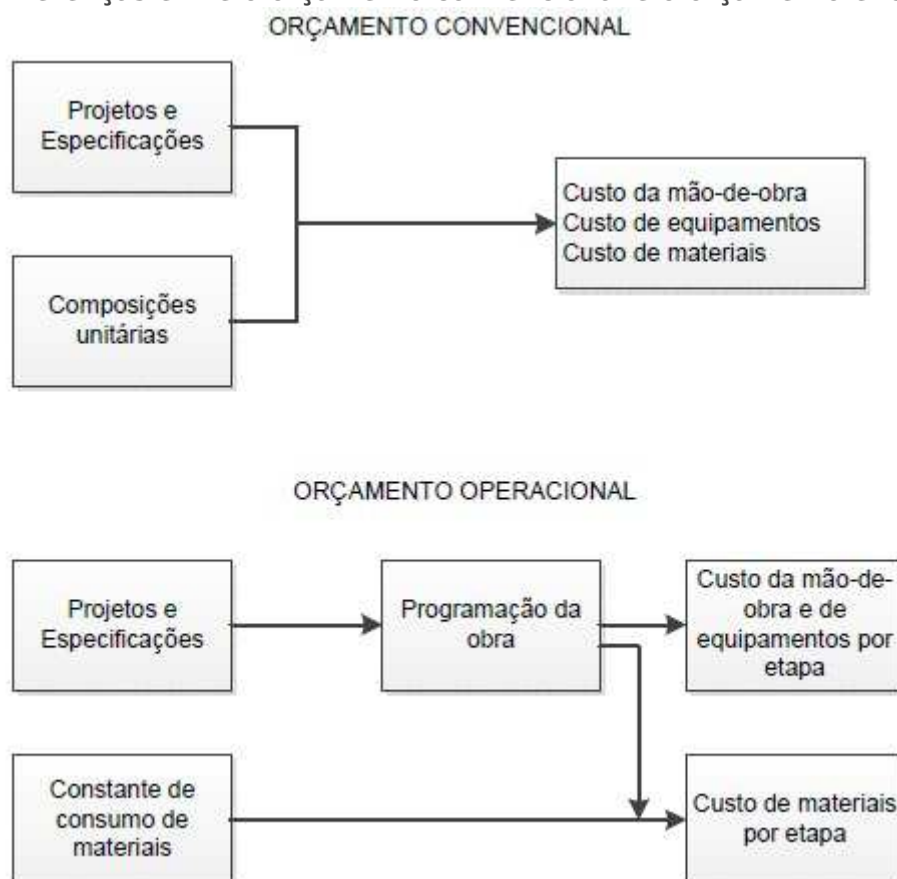 ORÇAMENTO CONVENCIONAL
Projetos e
Especificações
Composições
unitárias
Custo da mão-de-obra
Custo de equipamentos
Custo de materiais
ORÇAMENTO OPERACIONAL
Projetos e
Especificações
Programação da
obra
Custo da mão-de-
obra e de
equipamentos por
etapa
Constante de
consumo de
materiais
Custo de materiais
por etapa